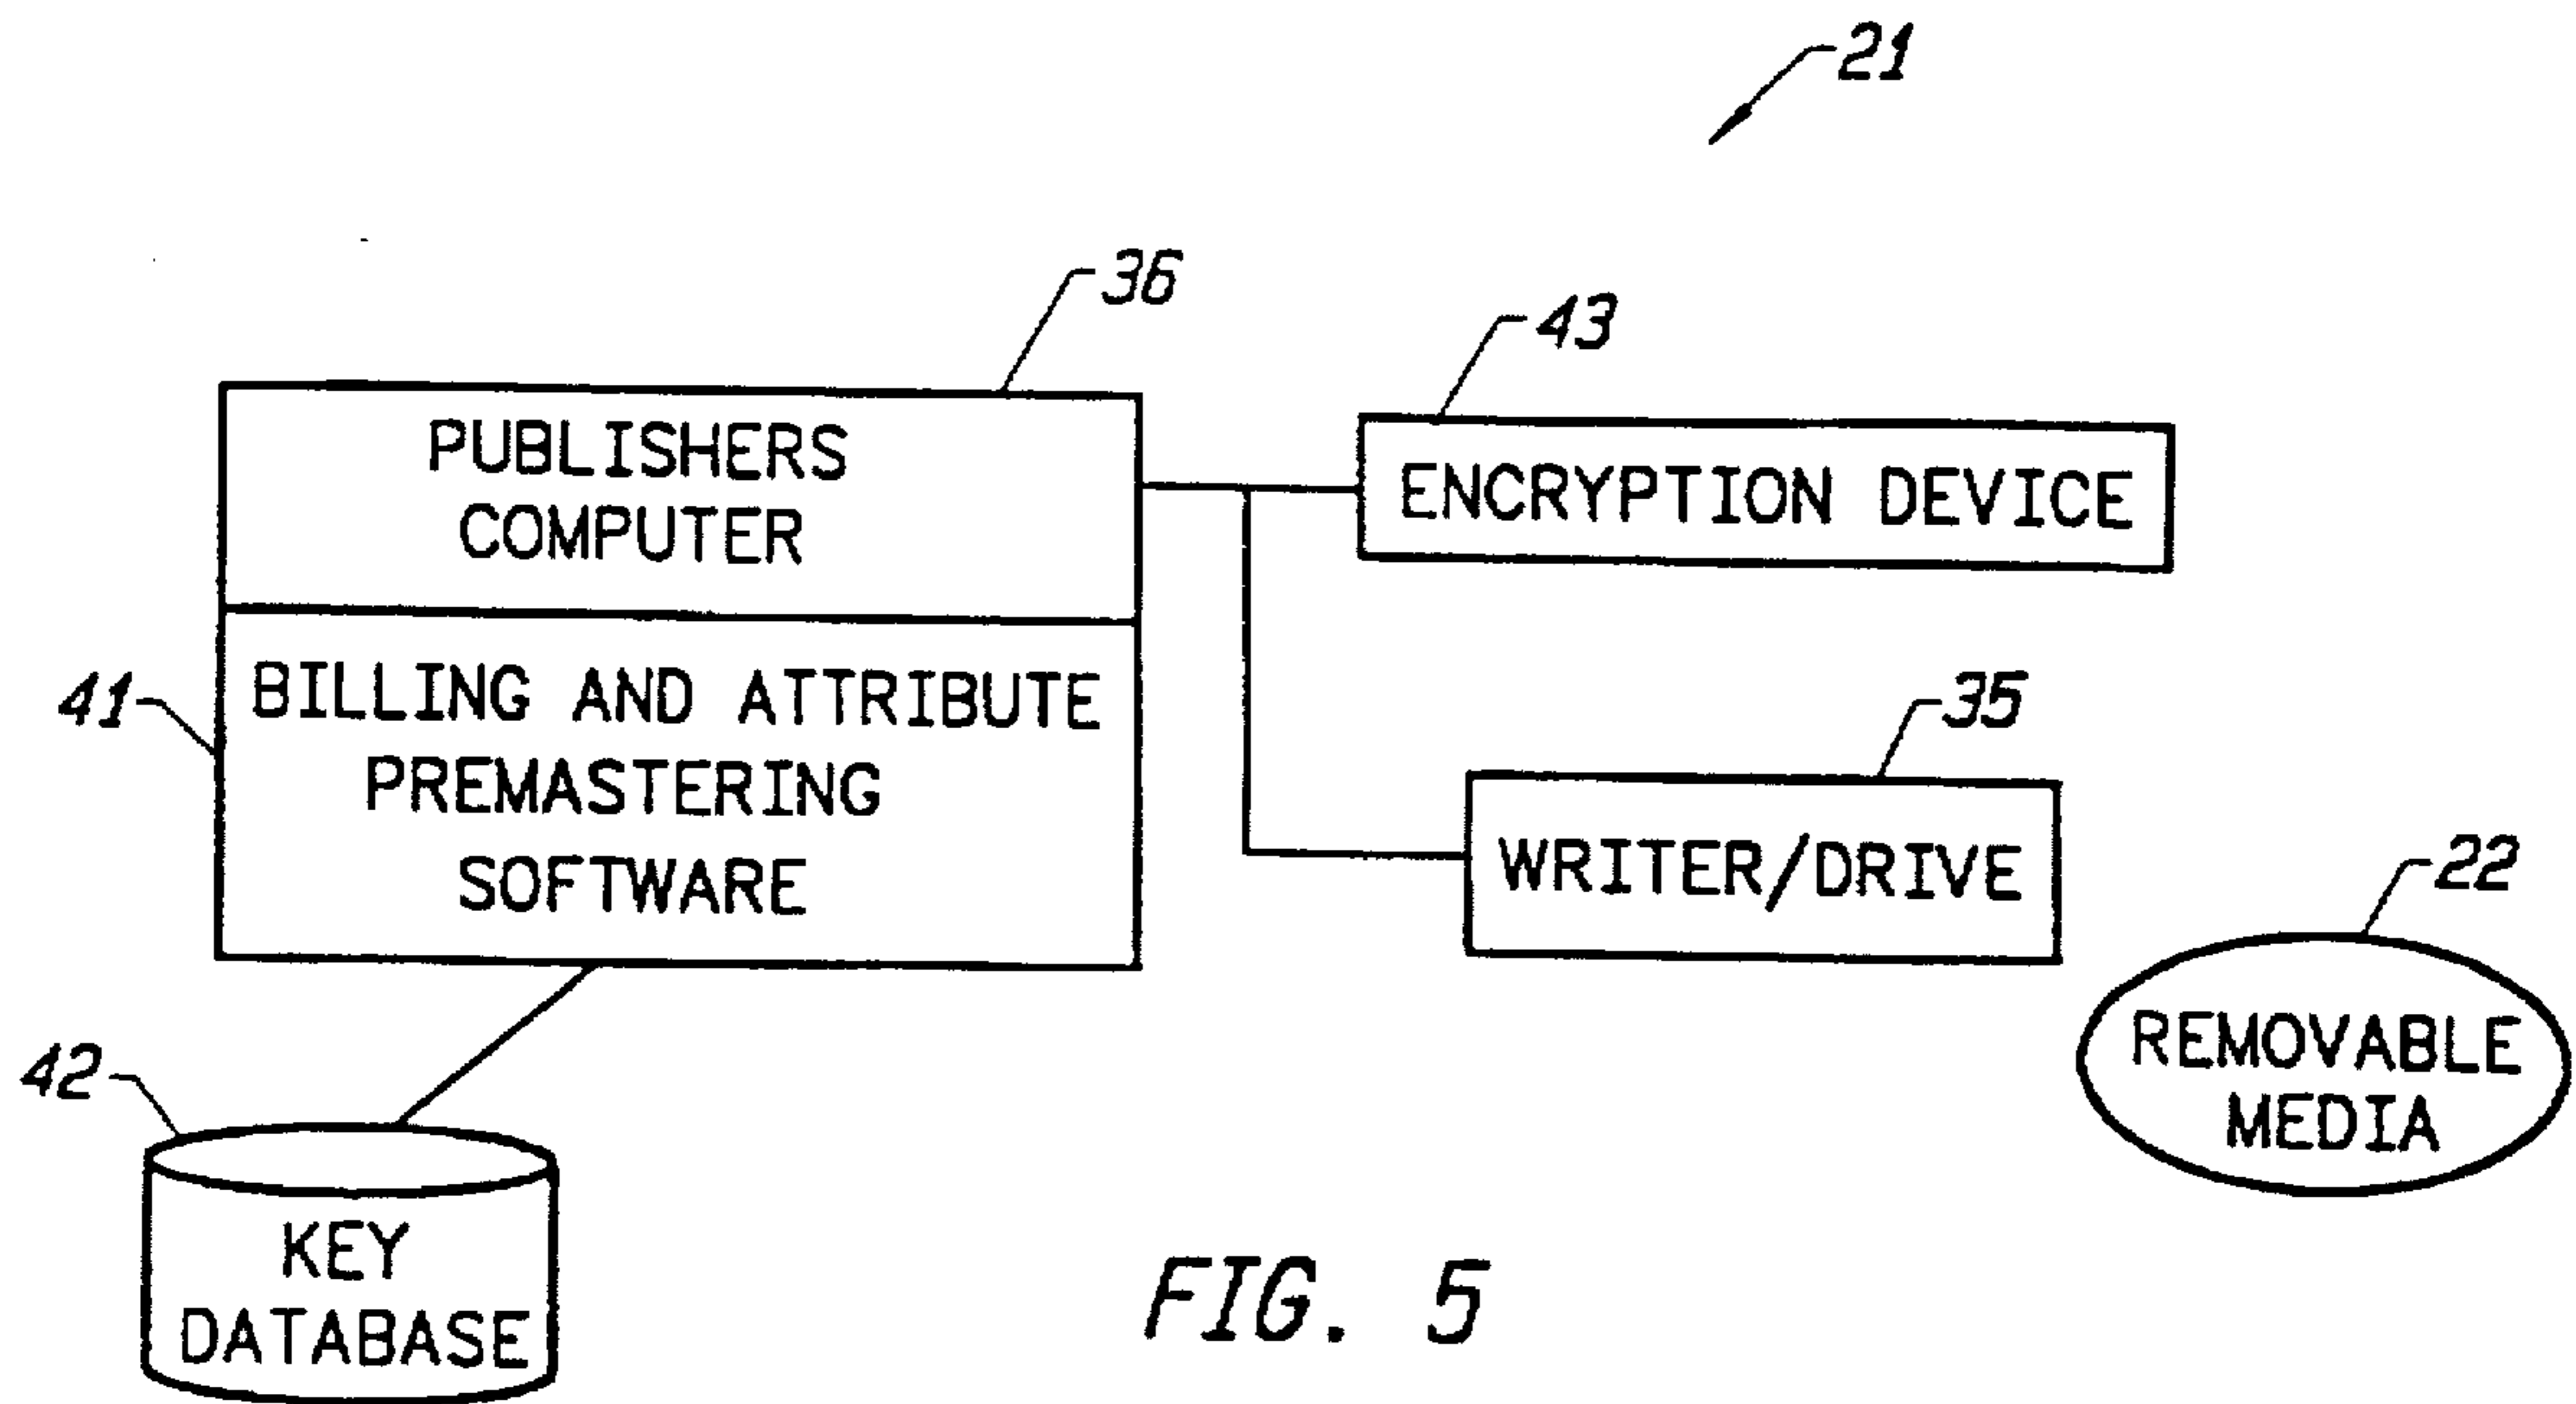 21
36
43
PUBLISHERS
COMPUTER
ENCRYPTION DEVICE
41
BILLING AND ATTRIBUTE
PREMASTERING
SOFTWARE
35
WRITER/DRIVE
22
REMOVABLE
MEDIA
42
KEY
DATABASE
FIG. 5